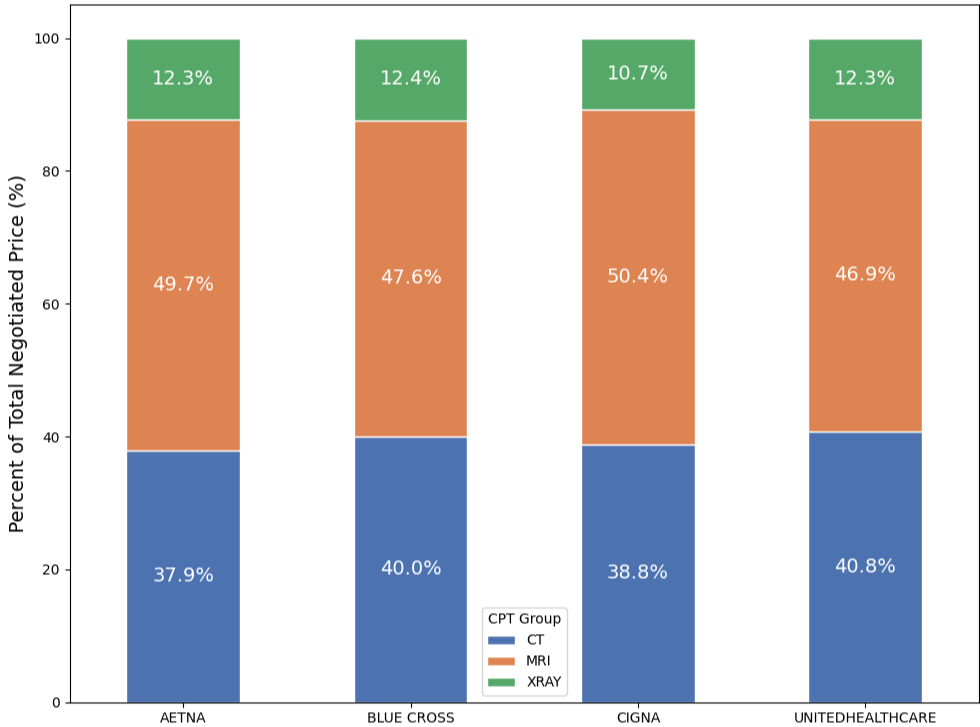 100
80
60
40
20
0
Percent of Total Negotiated Price (%)
12.3%
12.4%
10.7%
12.3%
49.7%
47.6%
50.4%
46.9%
37.9%
40.0%
38.8%
40.8%
CPT Group
CT
MRI
XRAY
AETNA
BLUE CROSS
CIGNA
UNITEDHEALTHCARE